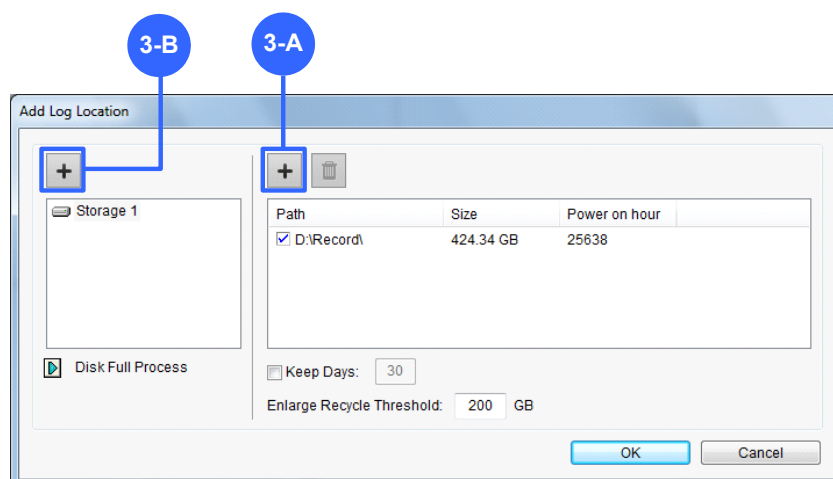 3-B 3-A
Add Log Location
+ +
Storage 1
Path Size Power on hour
D:\Record\ 424.34 GB 25638
Disk Full Process
Keep Days: 30
Enlarge Recycle Threshold: 200 GB
OK Cancel